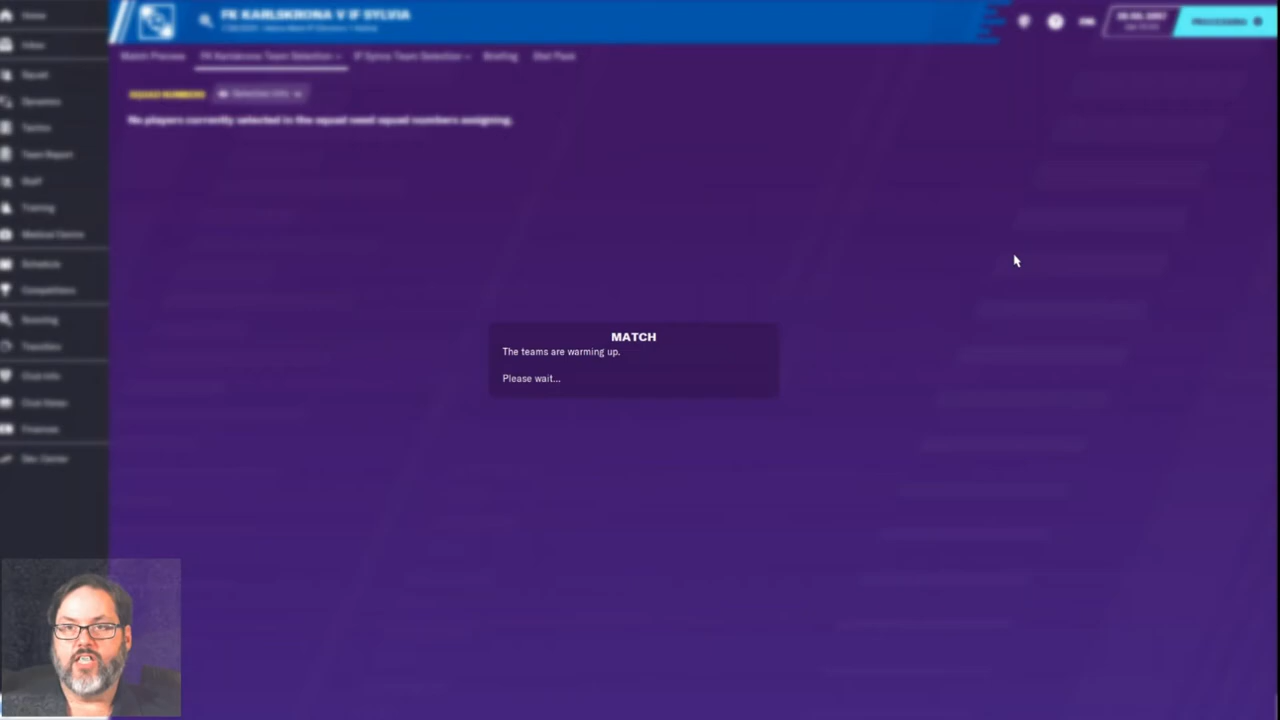 FK KARLSKRONA V IF SYLVIA
Home
Inbox
Squad
Dynamics
Tactics
Team Report
Staff
Training
Medical Centre
Schedule
Competitions
Scouting
Transfers
Club Info
Club Vision
Finances
Dev. Center
PROCESSING
Match Preview
FK Karlskrona Team Selection
IF Sylvia Team Selection
Briefing
Stat Pack
SQUAD NUMBERS
Selection Info
No players currently selected in the squad need squad numbers assigning.
MATCH
The teams are warming up.
Please wait...